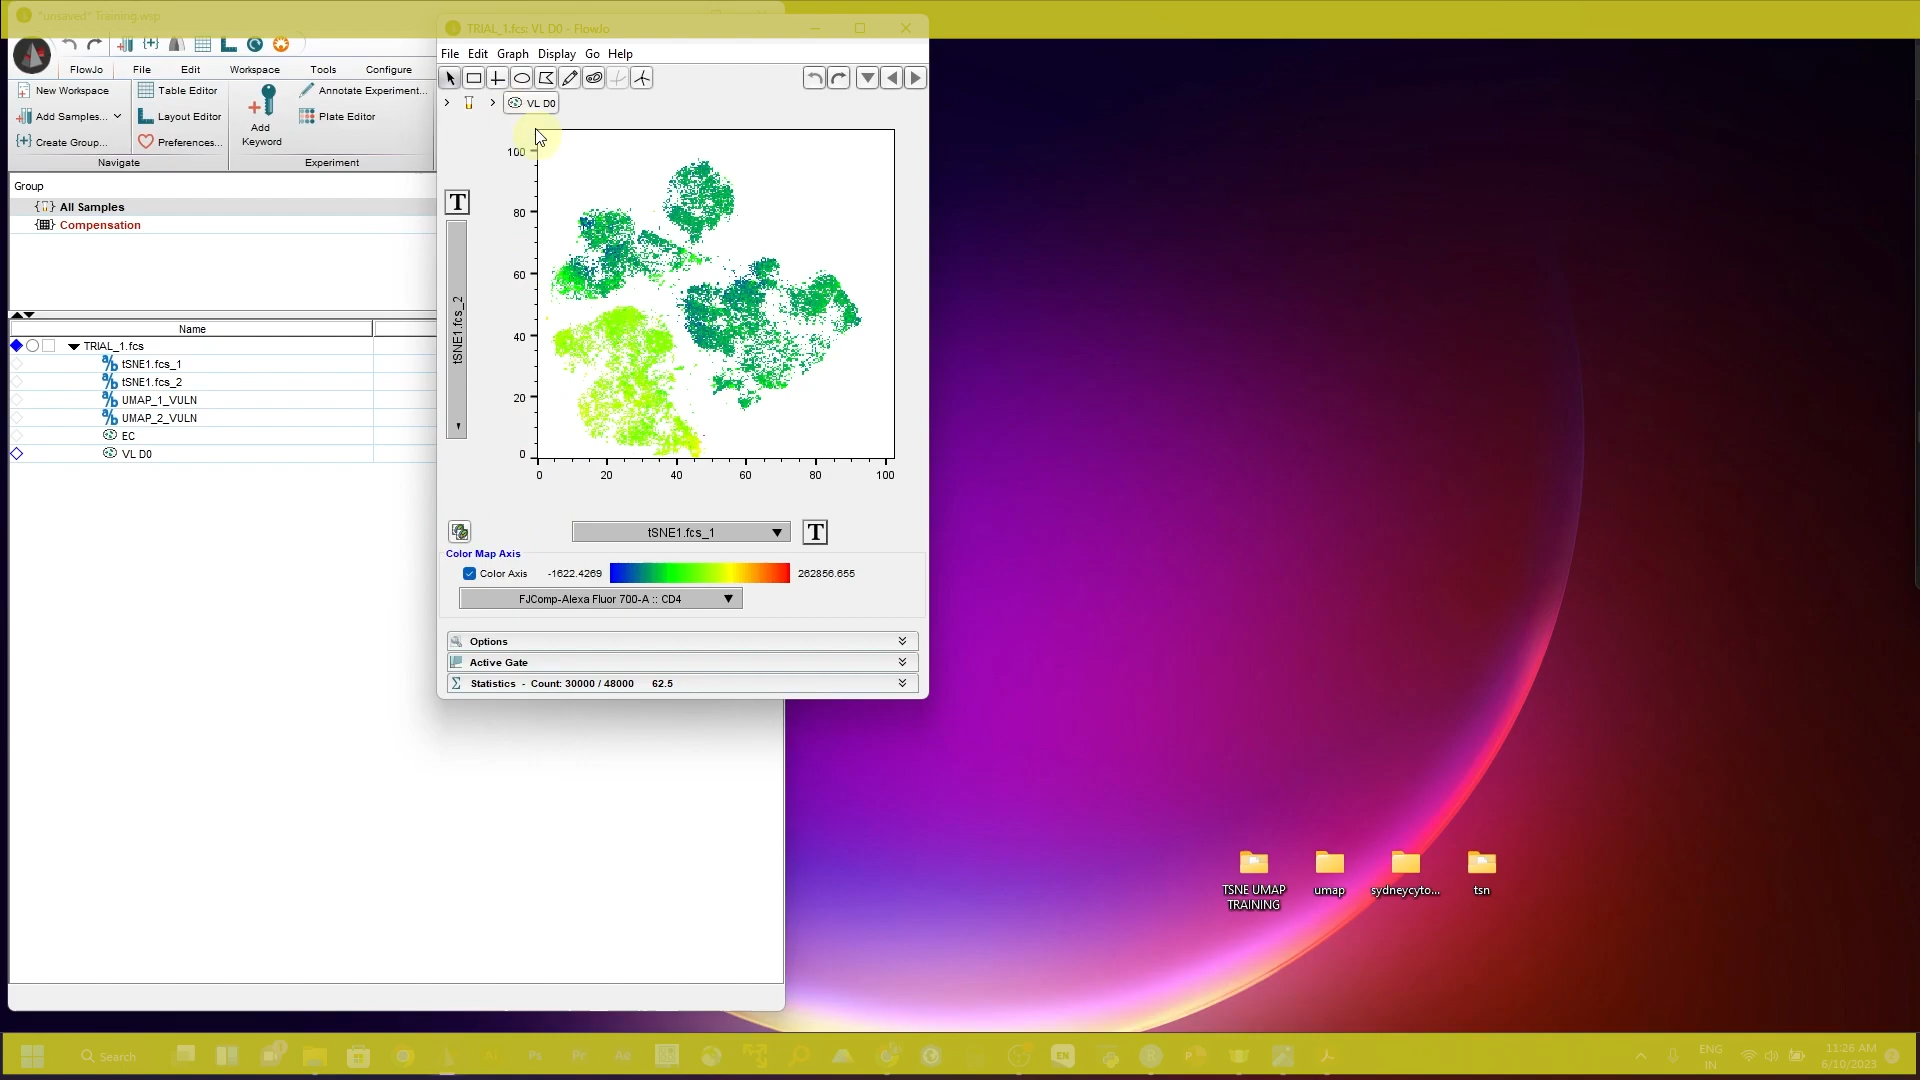 *unsaved* Training.wsp
FlowJo File Edit Workspace Tools Configure
New Workspace
Add Samples...
Create Group...
Navigate
Table Editor
Layout Editor
Preferences...
Add
Keyword
Annotate Experiment...
Plate Editor
Experiment
Group
All Samples
Compensation
Name
TRIAL_1.fcs
tSNE1.fcs_1
tSNE1.fcs_2
UMAP_1_VULN
UMAP_2_VULN
EC
VL D0
TRIAL_1.fcs: VL D0 - FlowJo
File Edit Graph Display Go Help
VL D0
T
tSNE1.fcs_2
100
80
60
40
20
0
0 20 40 60 80 100
tSNE1.fcs_1
T
Color Map Axis
Color Axis -1622.4269 262856.655
FJComp-Alexa Fluor 700-A :: CD4
Options
Active Gate
Statistics - Count: 30000 / 48000 62.5
TSNE UMAP
TRAINING
umap
sydneycyto...
tsn
Search
Ps
Pr
Ae
EN
ENG
IN
11:26 AM
6/10/2023